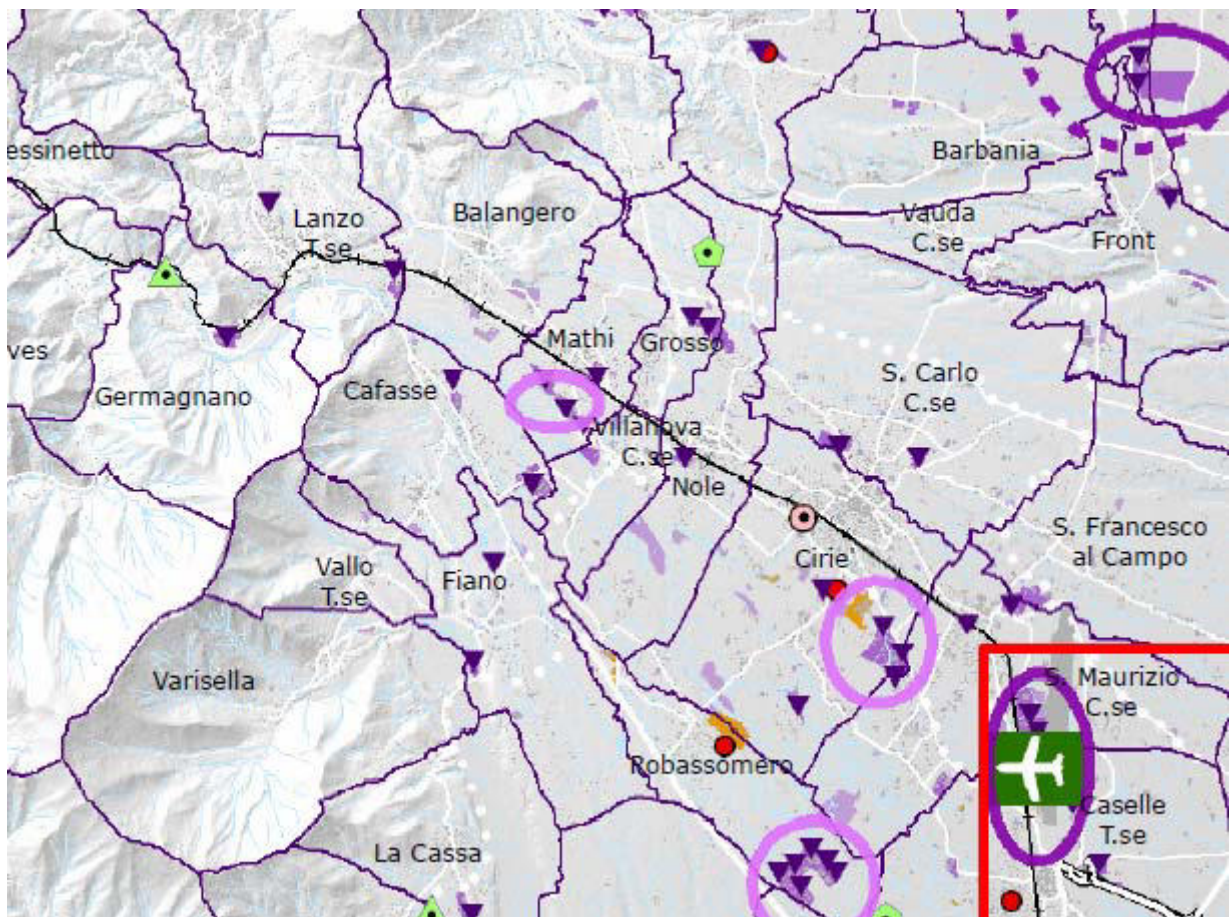 essinetto
Barbania
Lanzo
T.se
Balangero
Vauda
C.se
Front
ves
Mathi
Grosso
Germagnano
Cafasse
S. Carlo
C.se
Villanova
C.se
Nole
S. Francesco
al Campo
Cirie'
Vallo
T.se
Fiano
Varisella
S. Maurizio
C.se
Robassomero
Caselle
T.se
La Cassa